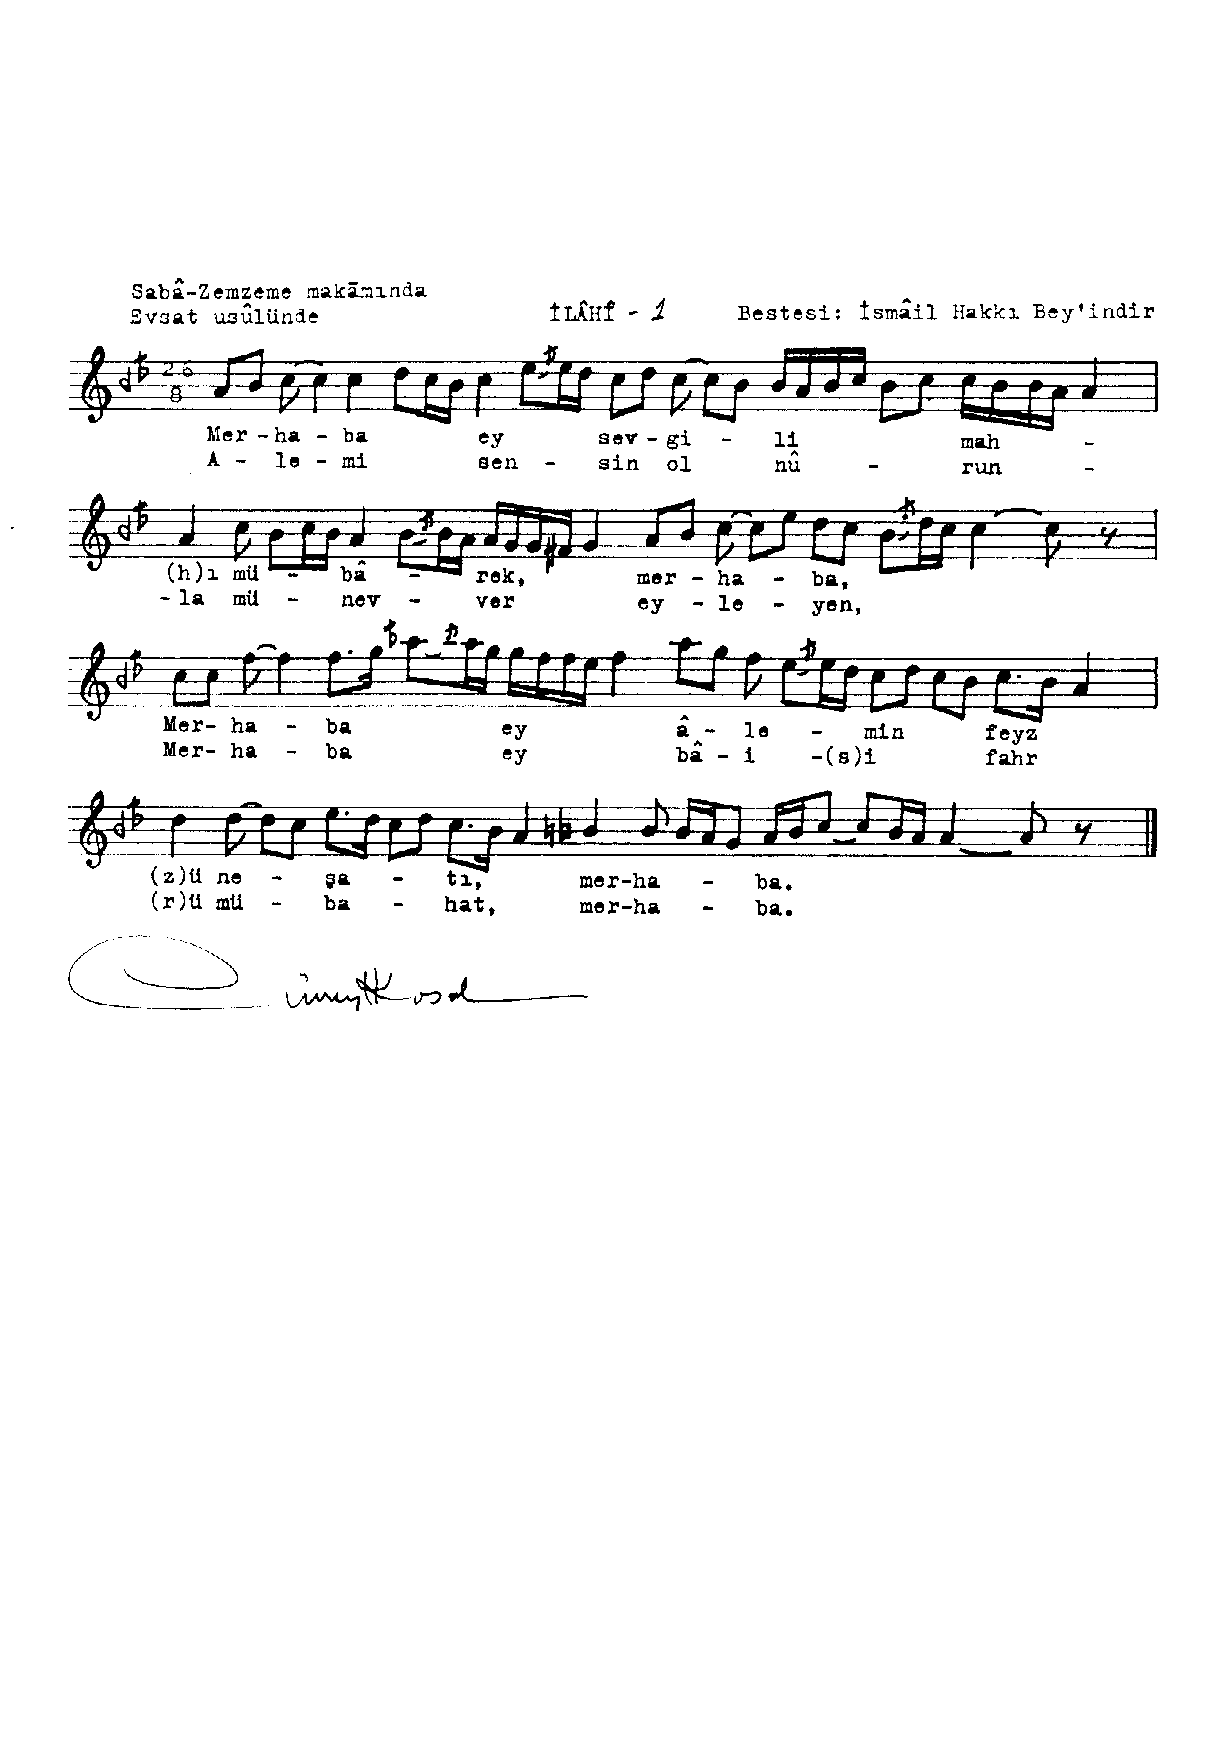 Sabâ-Zemzeme makāmında
Evsat usûlünde
İLÂHÎ - 1
Bestesi: İsmâil Hakkı Bey'indir
26
8
Mer-ha-ba ey sev-gi-li mah-
A-le-mi sen-sin ol nû-run-
(h)ı mü-bâ-rek, mer-ha-ba,
-la mü-nev-ver ey-le-yen,
Mer-ha-ba ey â-le-min feyz
Mer-ha-ba ey bâ-i-(s)i fahr
(z)ü ne-şa-tı, mer-ha-ba.
(r)ü mü-ba-hat, mer-ha-ba.